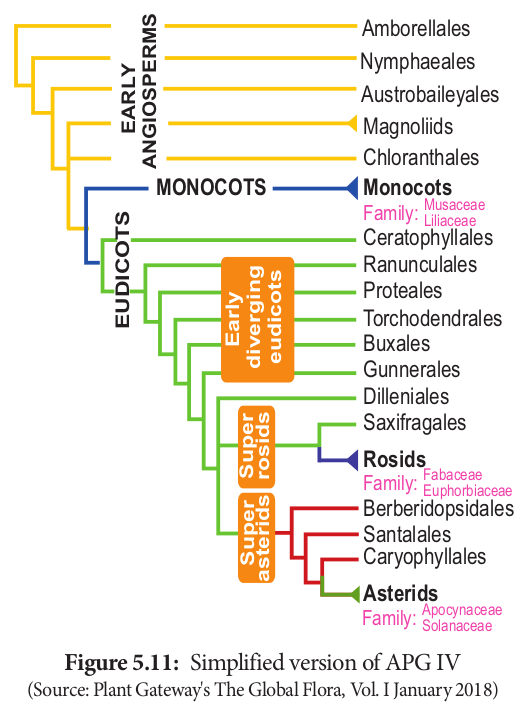 Amborellales
Nymphaeales
Austrobaileyales
EARLY
ANGIOSPERMS
Magnoliids
Chloranthales
MONOCOTS
Monocots
Family: Musaceae
Liliaceae
EUDICOTS
Ceratophyllales
Ranunculales
Early
diverging
eudicots
Proteales
Torchodendrales
Buxales
Gunnerales
Dilleniales
Super
rosids
Saxifragales
Rosids
Family: Fabaceae
Euphorbiaceae
Super
asterids
Berberidopsidales
Santalales
Caryophyllales
Asterids
Family: Apocynaceae
Solanaceae
Figure 5.11: Simplified version of APG IV
(Source: Plant Gateway's The Global Flora, Vol. I January 2018)